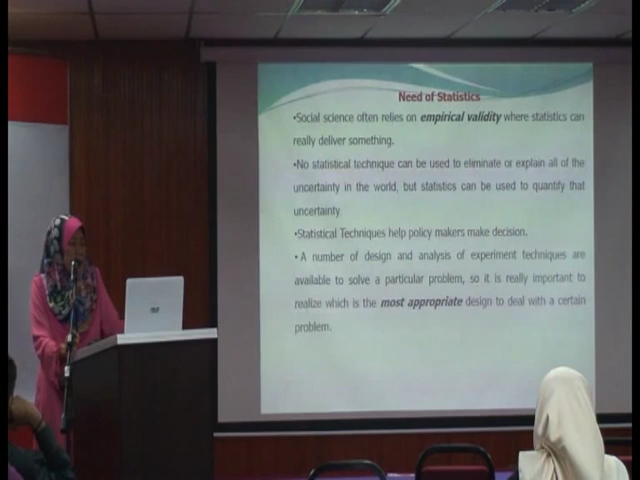 Need of Statistics
•Social science often relies on empirical validity where statistics can
really deliver something.
•No statistical technique can be used to eliminate or explain all of the
uncertainty in the world, but statistics can be used to quantify that
uncertainty
•Statistical Techniques help policy makers make decision.
• A number of design and analysis of experiment techniques are
available to solve a particular problem, so it is really important to
realize which is the most appropriate design to deal with a certain
problem.